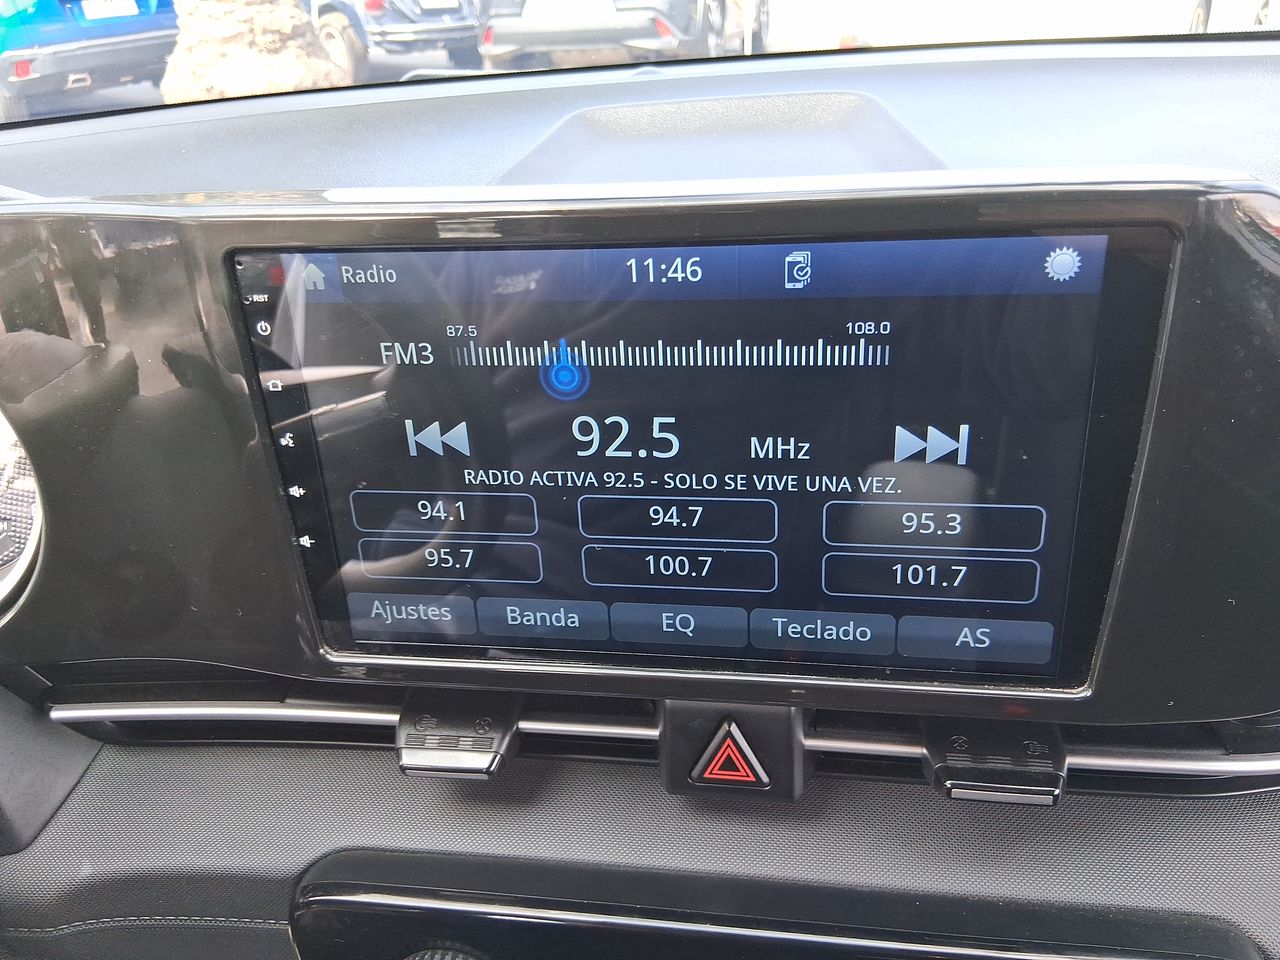 Radio
11:46
RST
87.5
108.0
FM3
92.5 MHz
RADIO ACTIVA 92.5 - SOLO SE VIVE UNA VEZ.
94.1
94.7
95.3
95.7
100.7
101.7
Ajustes
Banda
EQ
Teclado
AS